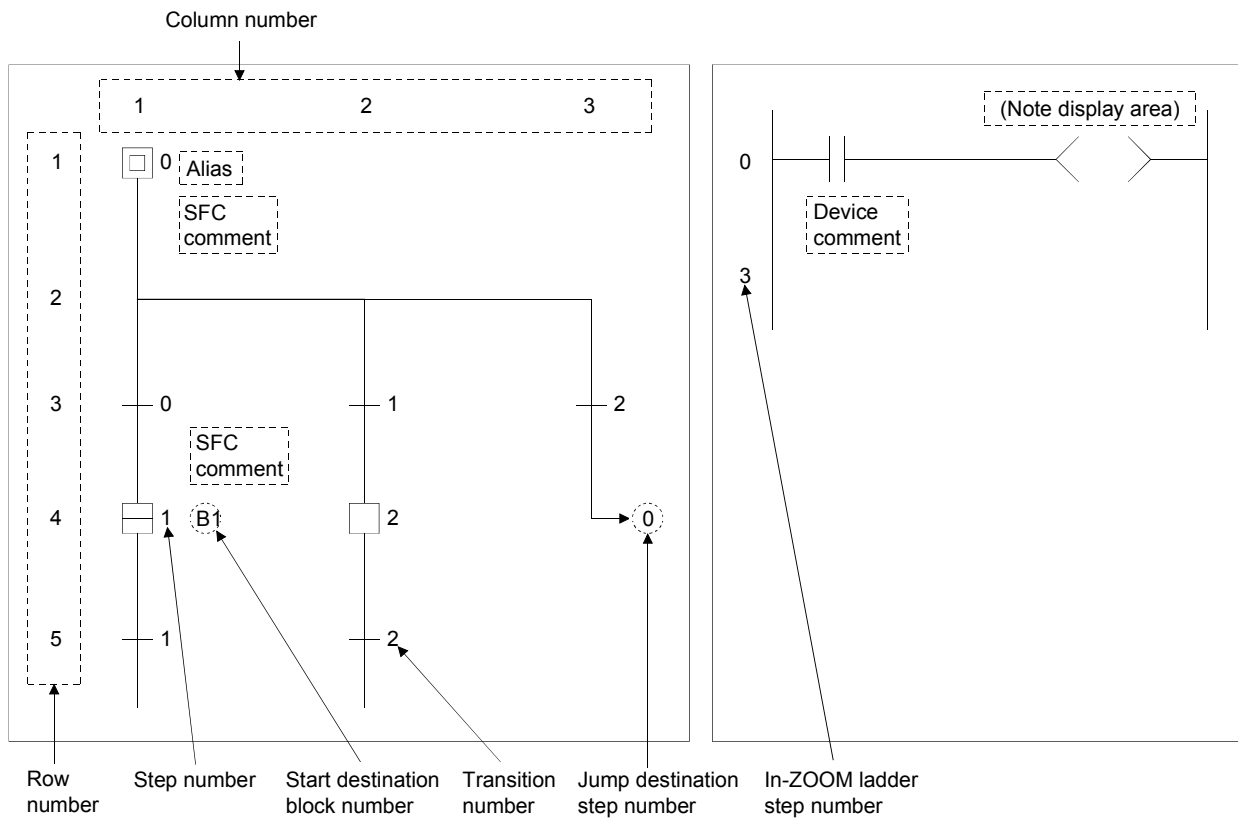 Column number
1 2 3
(Note display area)
1 0 Alias
0
SFC
comment
Device
comment
3
2
3 0 1 2
SFC
comment
4 1 B1 2 0
5 1 2
Row
number
Step number
Start destination
block number
Transition
number
Jump destination
step number
In-ZOOM ladder
step number